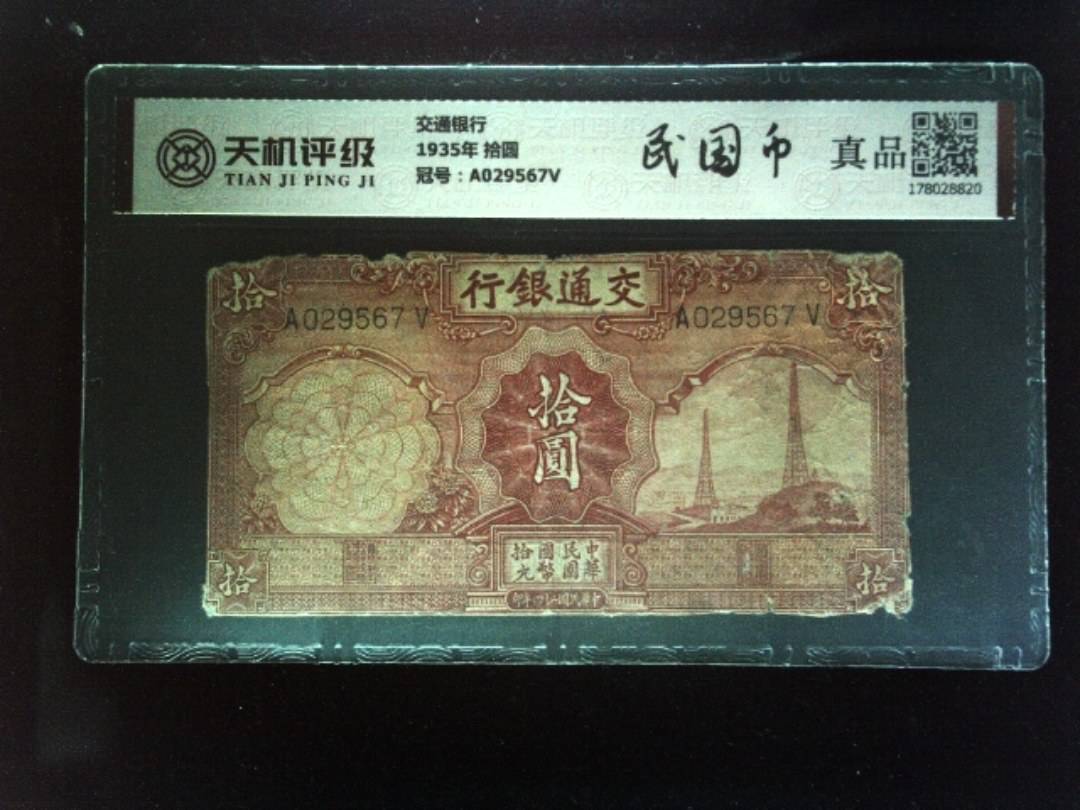 天机评级
TIAN JI PING JI
交通银行
1935年 拾圆
冠号：A029567V
民国币
真品
178028820
行銀通交
拾
拾
A029567 V
A029567 V
拾圓
拾國民中
元幣國華
拾
拾